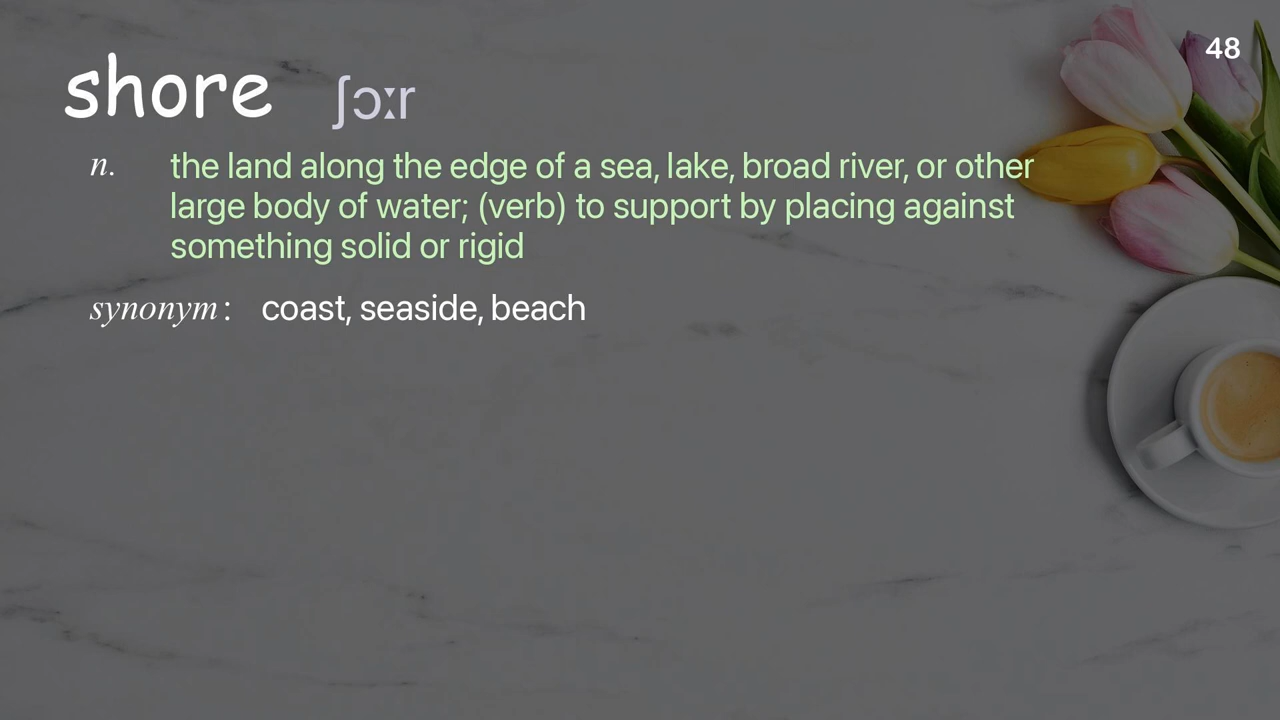 48
shore ʃɔːr
n. the land along the edge of a sea, lake, broad river, or other
large body of water; (verb) to support by placing against
something solid or rigid
synonym: coast, seaside, beach